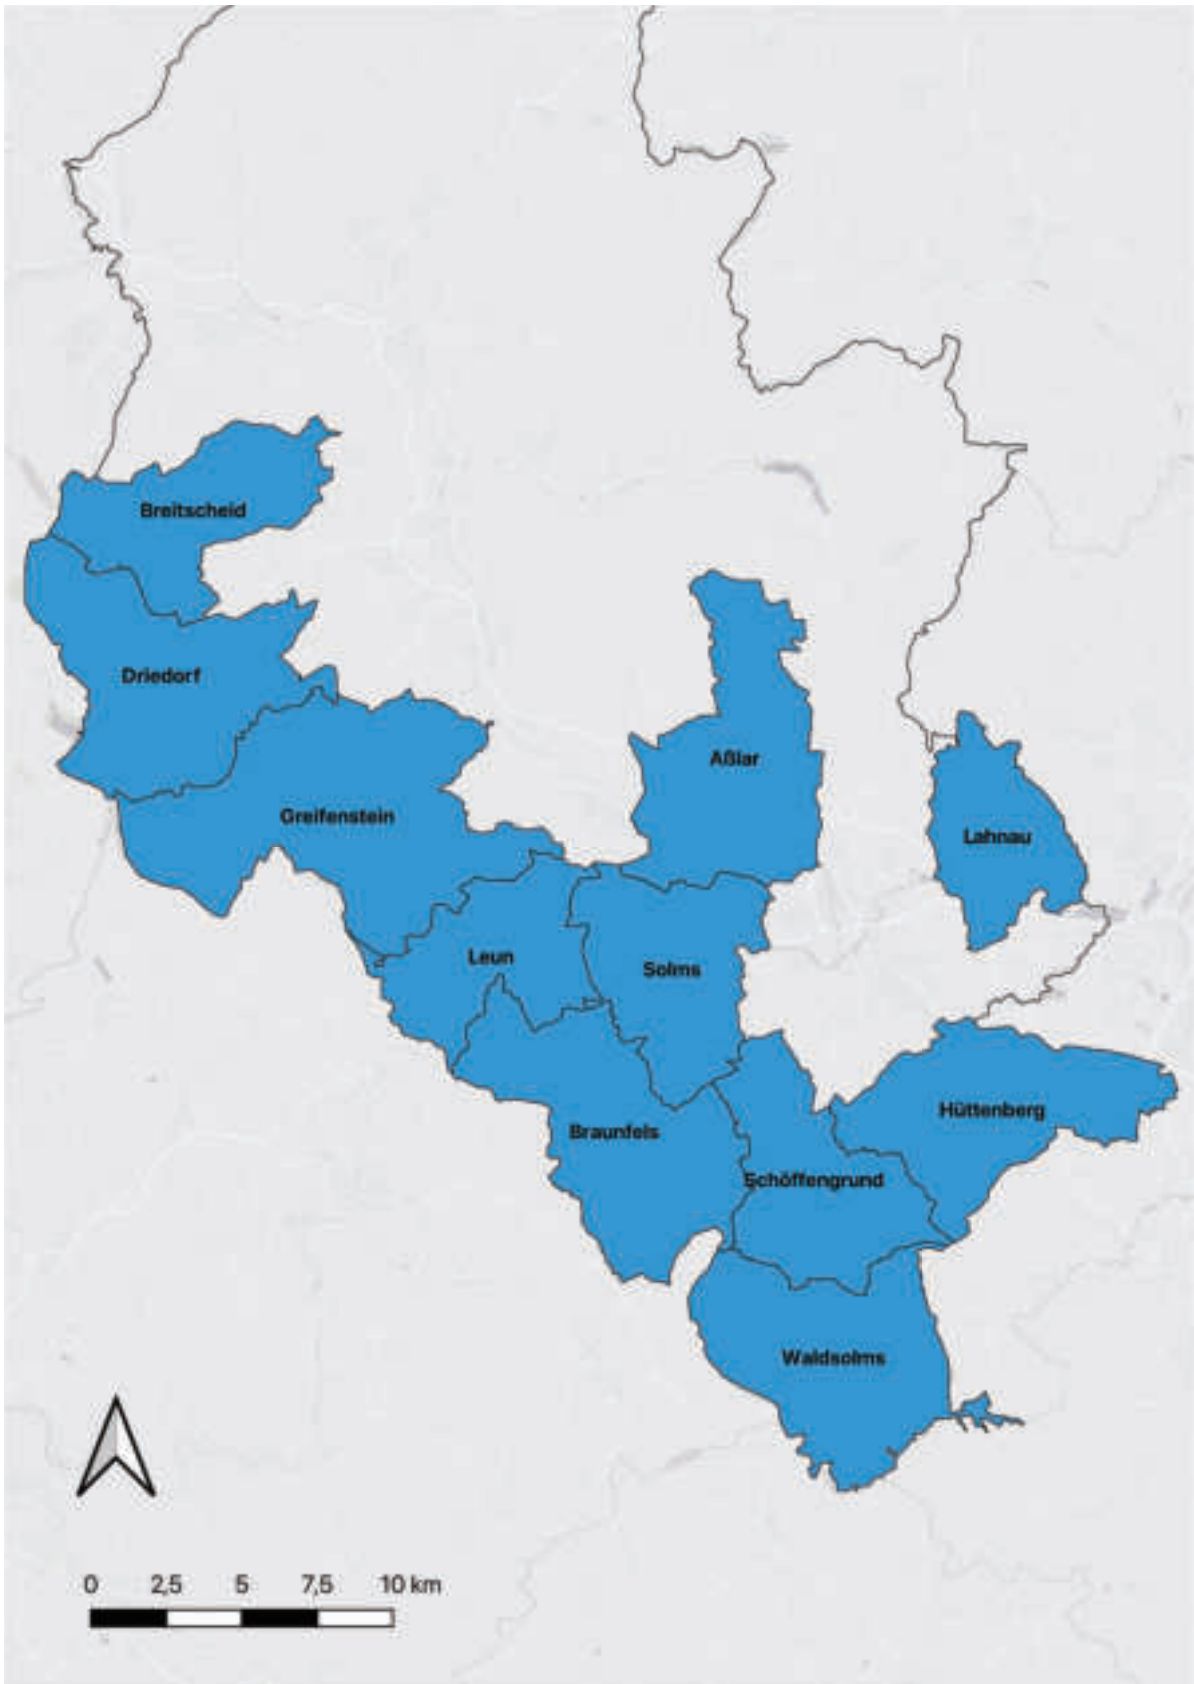 Breitscheid
Driedorf
Aßlar
Greifenstein
Lahnau
Leun
Solms
Hüttenberg
Braunfels
Schöffengrund
Waldsolms
0 2,5 5 7,5 10 km